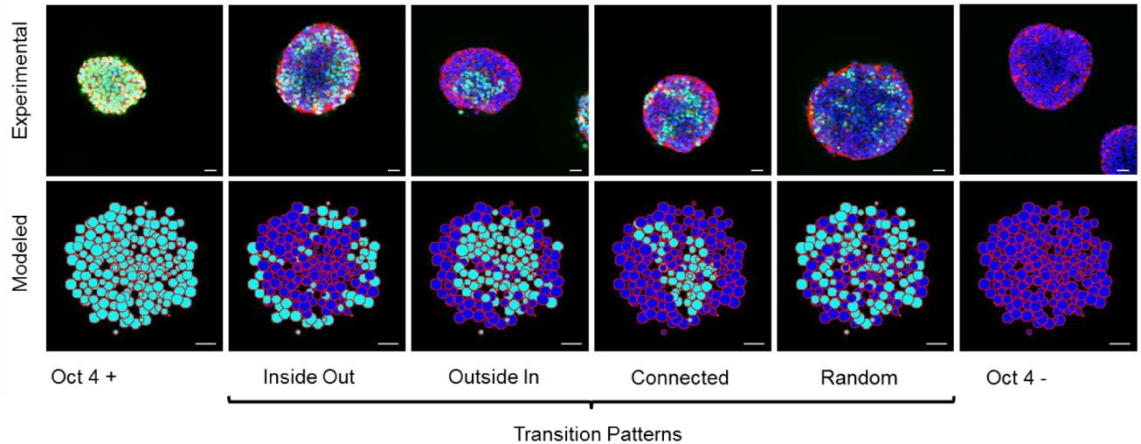 Experimental
Modeled
Oct 4 +
Inside Out
Outside In
Connected
Random
Oct 4 -
Transition Patterns